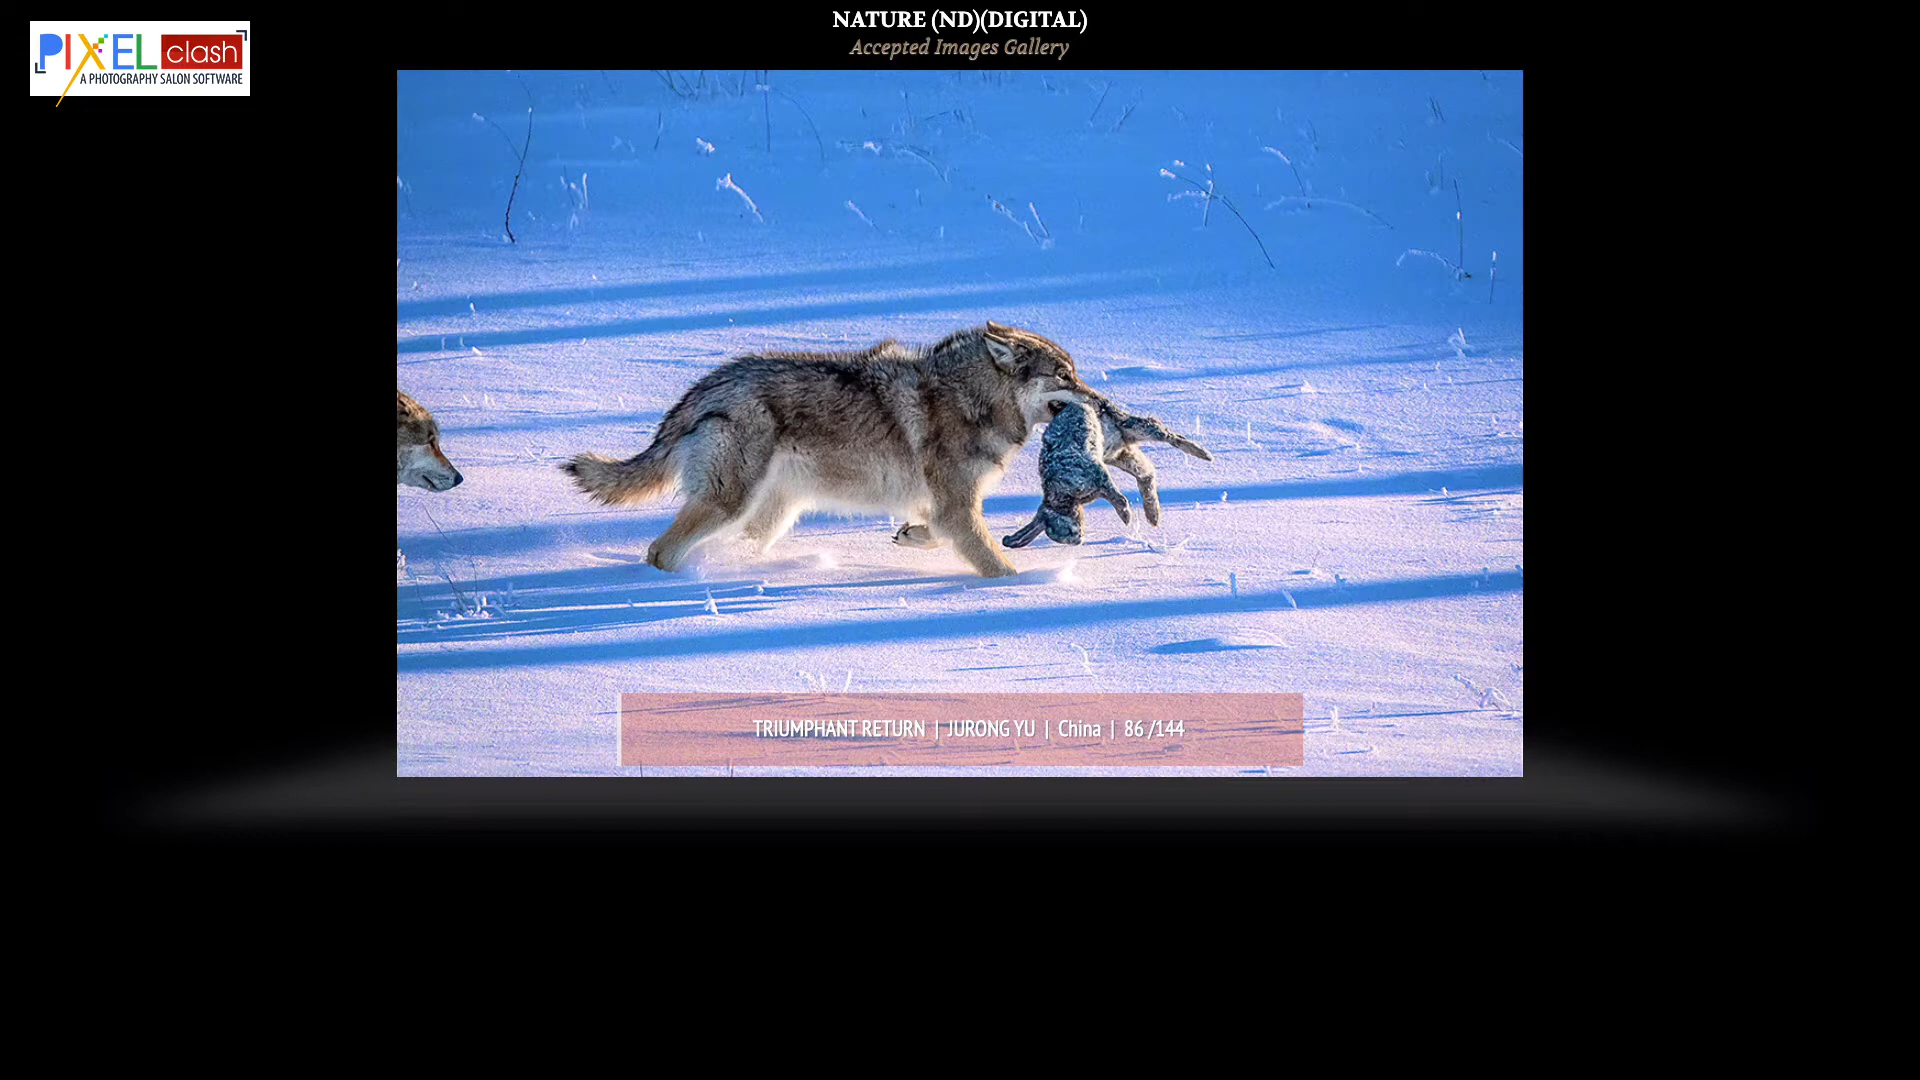 NATURE (ND)(DIGITAL)
Accepted Images Gallery
PIXEL clash
A PHOTOGRAPHY SALON SOFTWARE
TRIUMPHANT RETURN | JURONG YU | China | 86 /144